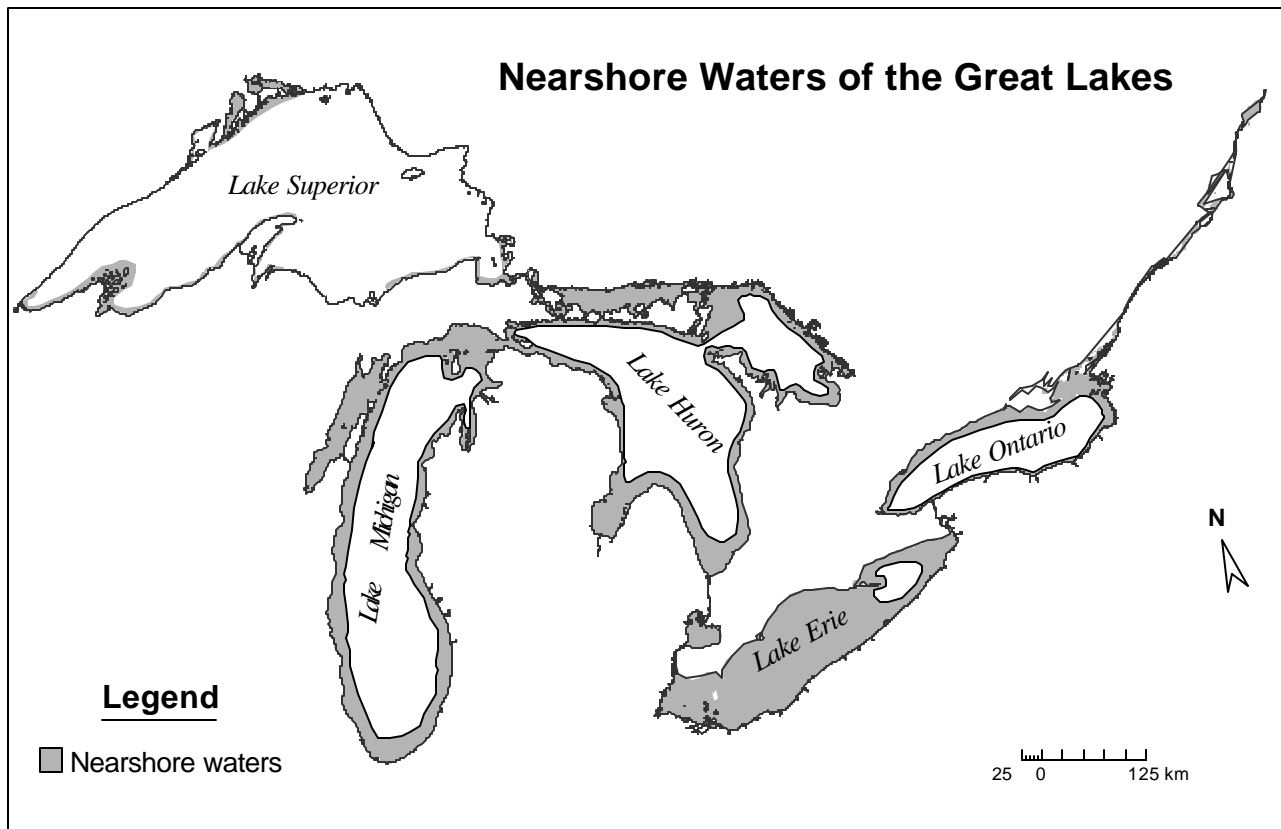 Nearshore Waters of the Great Lakes
Lake Superior
Lake Huron
Lake Michigan
Lake Ontario
Lake Erie
N
Legend
Nearshore waters
25 0 125 km